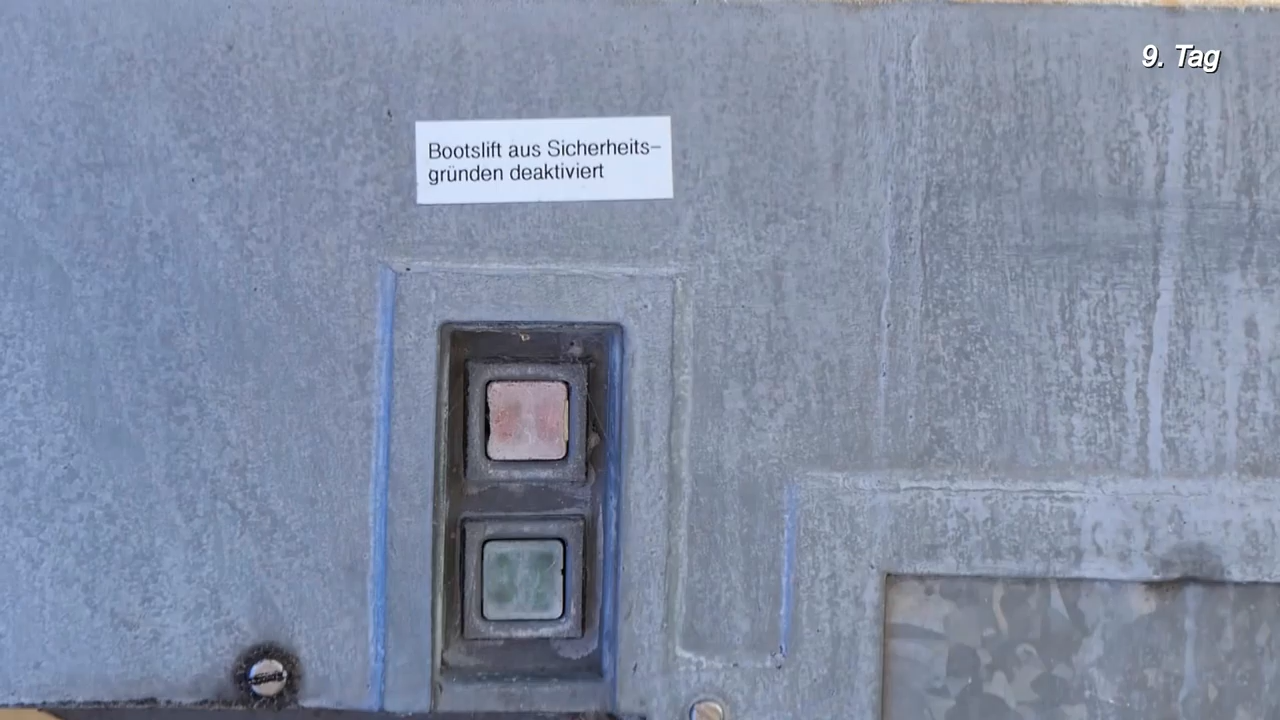 9. Tag
Bootslift aus Sicherheits-
gründen deaktiviert